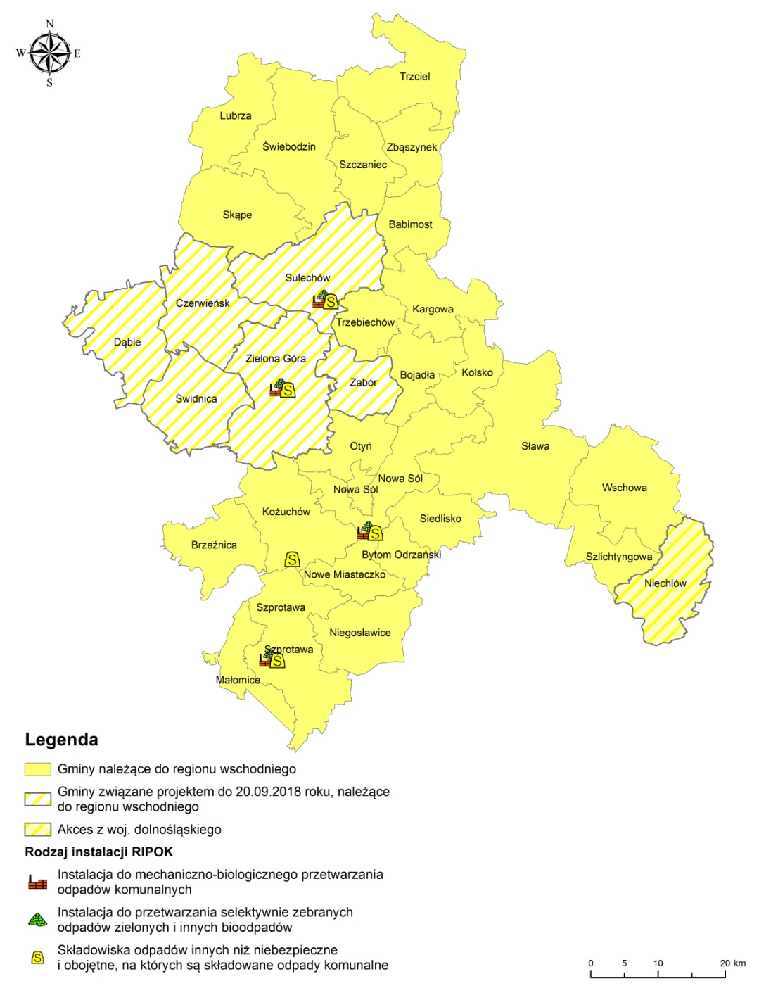 N
W E
S
Trzciel
Lubrza
Świebodzin
Zbąszynek
Szczaniec
Skąpe
Babimost
Sulechów
S
Czerwieńsk
Kargowa
Trzebiechów
Dąbie
Zielona Góra
Bojadła
Kolsko
Zabór
S
Świdnica
Otyń
Sława
Nowa Sól
Nowa Sól
Wschowa
Kożuchów
Siedlisko
S
Brzeźnica
Bytom Odrzański
Szlichtyngowa
S
Nowe Miasteczko
Niechlów
Szprotawa
Niegosławice
Szprotawa
S
Małomice
Legenda
Gminy należące do regionu wschodniego
Gminy związane projektem do 20.09.2018 roku, należące
do regionu wschodniego
Akces z woj. dolnośląskiego
Rodzaj instalacji RIPOK
Instalacja do mechaniczno-biologicznego przetwarzania
odpadów komunalnych
Instalacja do przetwarzania selektywnie zebranych
odpadów zielonych i innych bioodpadów
Składowiska odpadów innych niż niebezpieczne
S
i obojętne, na których są składowane odpady komunalne
0 5 10 20 km